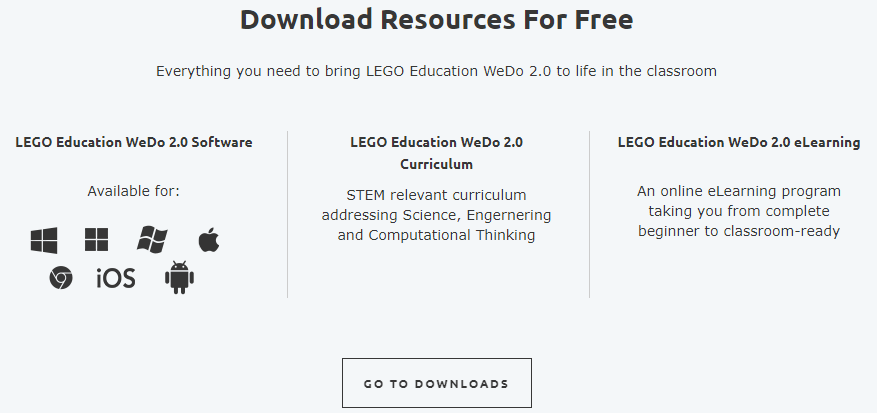 Download Resources For Free
Everything you need to bring LEGO Education WeDo 2.0 to life in the classroom
LEGO Education WeDo 2.0 Software
Available for:
iOS
LEGO Education WeDo 2.0
Curriculum
STEM relevant curriculum
addressing Science, Engernering
and Computational Thinking
LEGO Education WeDo 2.0 eLearning
An online eLearning program
taking you from complete
beginner to classroom-ready
GO TO DOWNLOADS